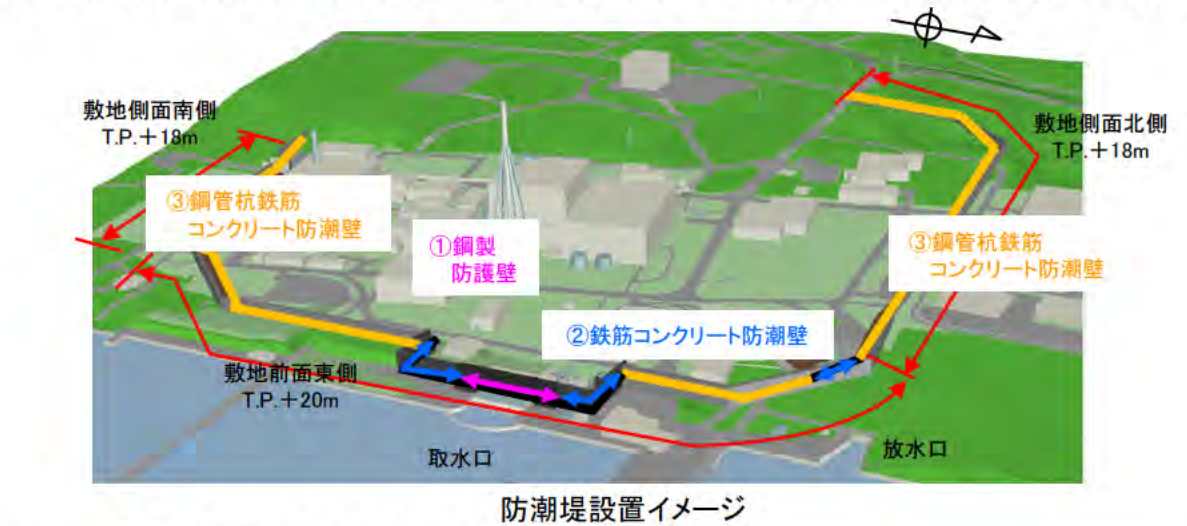 敷地側面南側
T.P.+18m
敷地側面北側
T.P.+18m
③鋼管杭鉄筋
コンクリート防潮壁
①鋼製
防護壁
③鋼管杭鉄筋
コンクリート防潮壁
②鉄筋コンクリート防潮壁
敷地前面東側
T.P.+20m
取水口
放水口
防潮堤設置イメージ